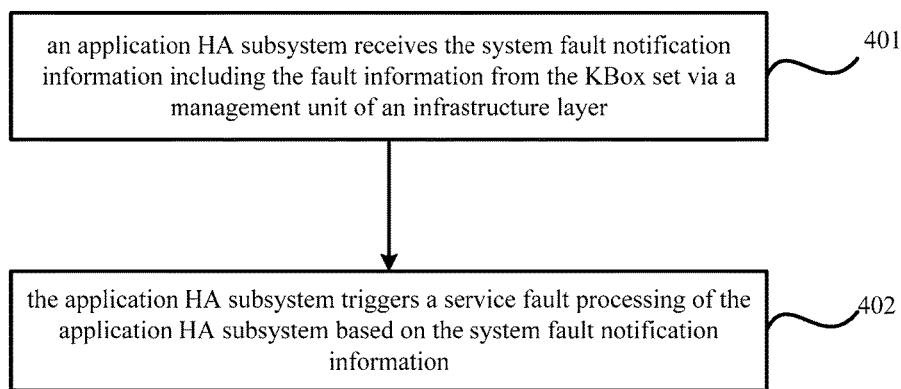 an application HA subsystem receives the system fault notification
information including the fault information from the KBox set via a
management unit of an infrastructure layer
401
the application HA subsystem triggers a service fault processing of the
application HA subsystem based on the system fault notification
information
402